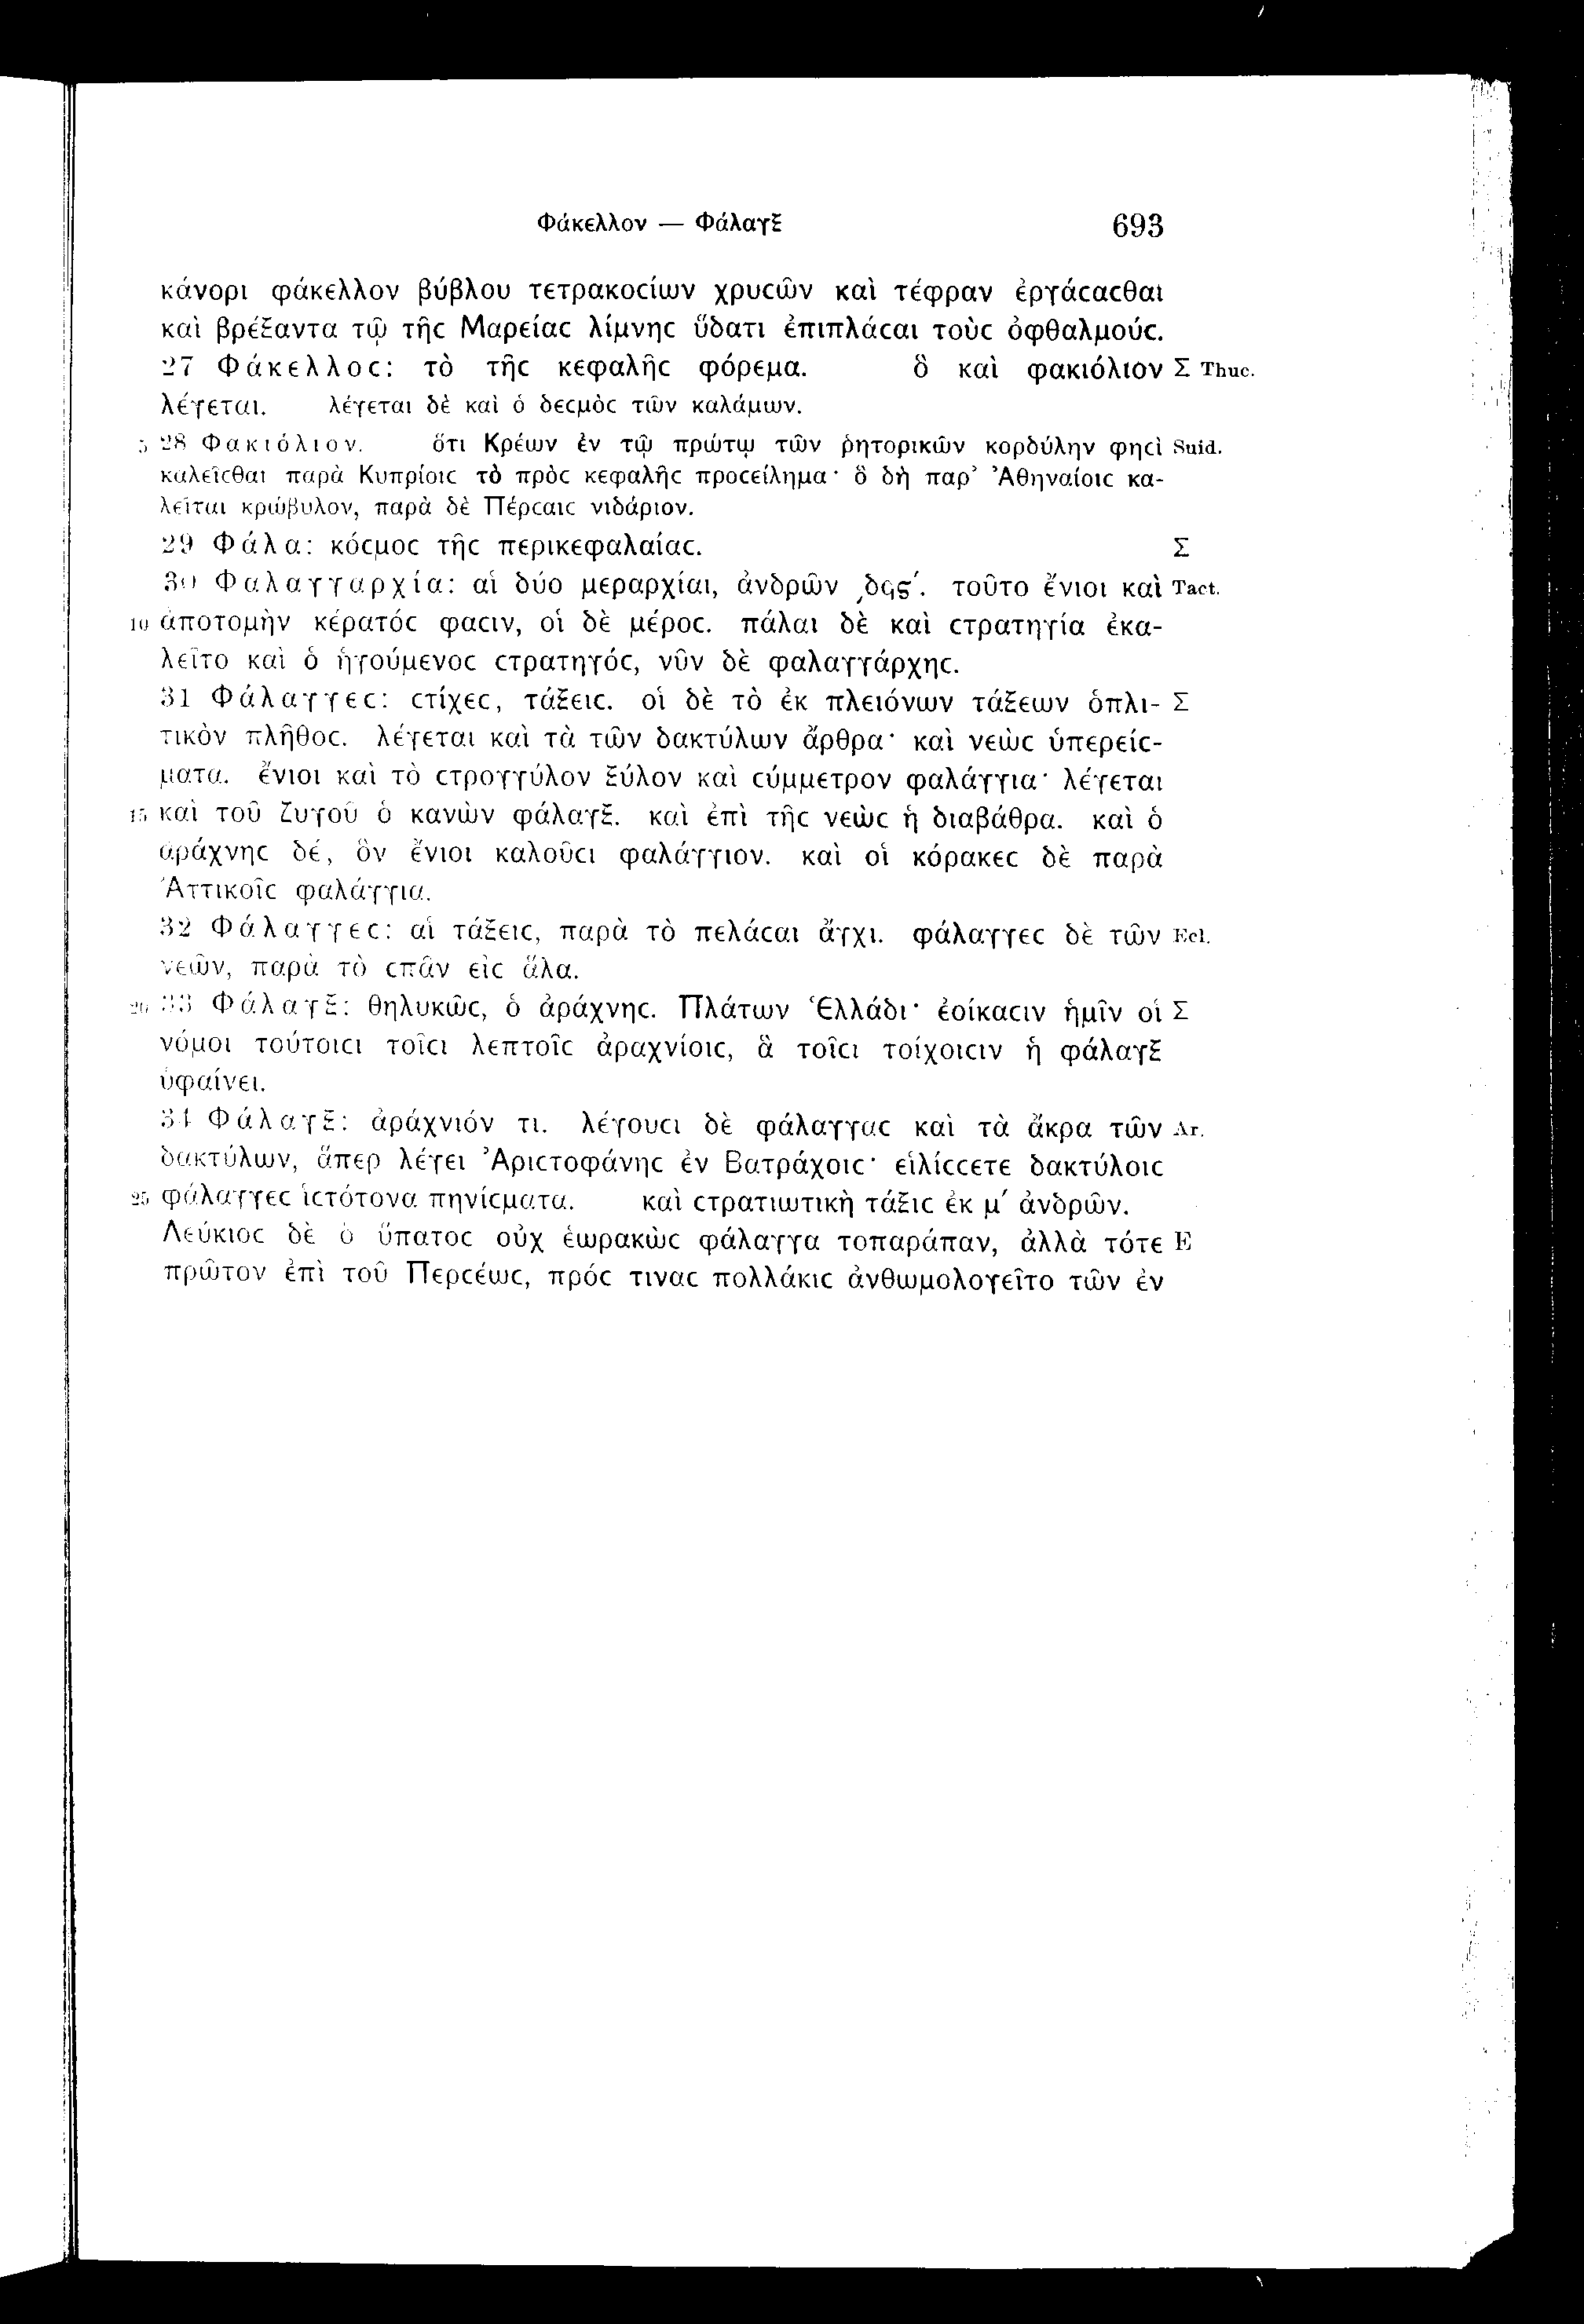 Φάκελλον — Φάλαγξ 693
κάνορι φάκελλον βύβλου τετρακοϲίων χρυϲῶν καὶ τέφραν ἐργάϲαϲθαι
καὶ βρέξαντα τῷ τῆϲ Μαρείαϲ λίμνηϲ ὕδατι ἐπιπλάϲαι τοὺϲ ὀφθαλμούϲ.
27 Φάκελλοϲ: τὸ τῆϲ κεφαλῆϲ φόρεμα. ὃ καὶ φακιόλιον Σ Thuc.
λέγεται. λέγεται δὲ καὶ ὁ δεϲμὸϲ τῶν καλάμων.
5 28 Φακιόλιον. ὅτι Κρέων ἐν τῷ πρώτῳ τῶν ῥητορικῶν κορδύλην φηϲὶ Suid.
καλεῖϲθαι παρὰ Κυπρίοιϲ τὸ πρὸϲ κεφαλῆϲ προϲείλημα· ὃ δὴ παρ’ Ἀθηναίοιϲ κα-
λεῖται κρώβυλον, παρὰ δὲ Πέρϲαιϲ νιδάριον.
29 Φάλα: κόϲμοϲ τῆϲ περικεφαλαίαϲ. Σ
30 Φαλαγγαρχία: αἱ δύο μεραρχίαι, ἀνδρῶν ͵δϟϛʹ. τοῦτο ἔνιοι καὶ Tact.
10 ἀποτομὴν κέρατόϲ φαϲιν, οἱ δὲ μέροϲ. πάλαι δὲ καὶ ϲτρατηγία ἐκα-
λεῖτο καὶ ὁ ἡγούμενοϲ ϲτρατηγόϲ, νῦν δὲ φαλαγγάρχηϲ.
31 Φάλαγγεϲ: ϲτίχεϲ, τάξειϲ. οἱ δὲ τὸ ἐκ πλειόνων τάξεων ὁπλι- Σ
τικὸν πλῆθοϲ. λέγεται καὶ τὰ τῶν δακτύλων ἄρθρα· καὶ νεὼϲ ὑπερείϲ-
ματα. ἔνιοι καὶ τὸ ϲτρογγύλον ξύλον καὶ ϲύμμετρον φαλάγγια· λέγεται
15 καὶ τοῦ ζυγοῦ ὁ κανὼν φάλαγξ. καὶ ἐπὶ τῆϲ νεὼϲ ἡ διαβάθρα. καὶ ὁ
ἀράχνηϲ δέ, ὃν ἔνιοι καλοῦϲι φαλάγγιον. καὶ οἱ κόρακεϲ δὲ παρὰ
Ἀττικοῖϲ φαλάγγια.
32 Φάλαγγεϲ: αἱ τάξειϲ, παρὰ τὸ πελάϲαι ἄγχι. φάλαγγεϲ δὲ τῶν Ecl.
νεῶν, παρὰ τὸ ϲπᾶν εἰϲ ἅλα.
20 33 Φάλαγξ: θηλυκῶϲ, ὁ ἀράχνηϲ. Πλάτων Ἑλλάδι· ἐοίκαϲιν ἡμῖν οἱ Σ
νόμοι τούτοιϲι τοῖϲι λεπτοῖϲ ἀραχνίοιϲ, ἃ τοῖϲι τοίχοιϲιν ἡ φάλαγξ
ὑφαίνει.
34 Φάλαγξ: ἀράχνιόν τι. λέγουϲι δὲ φάλαγγαϲ καὶ τὰ ἄκρα τῶν Ar.
δακτύλων, ἅπερ λέγει Ἀριϲτοφάνηϲ ἐν Βατράχοιϲ· εἱλίϲϲετε δακτύλοιϲ
25 φάλαγγεϲ ἱϲτότονα πηνίϲματα. καὶ ϲτρατιωτικὴ τάξιϲ ἐκ μʹ ἀνδρῶν.
Λεύκιοϲ δὲ ὁ ὕπατοϲ οὐχ ἑωρακὼϲ φάλαγγα τοπαράπαν, ἀλλὰ τότε E
πρῶτον ἐπὶ τοῦ Περϲέωϲ, πρόϲ τιναϲ πολλάκιϲ ἀνθωμολογεῖτο τῶν ἐν